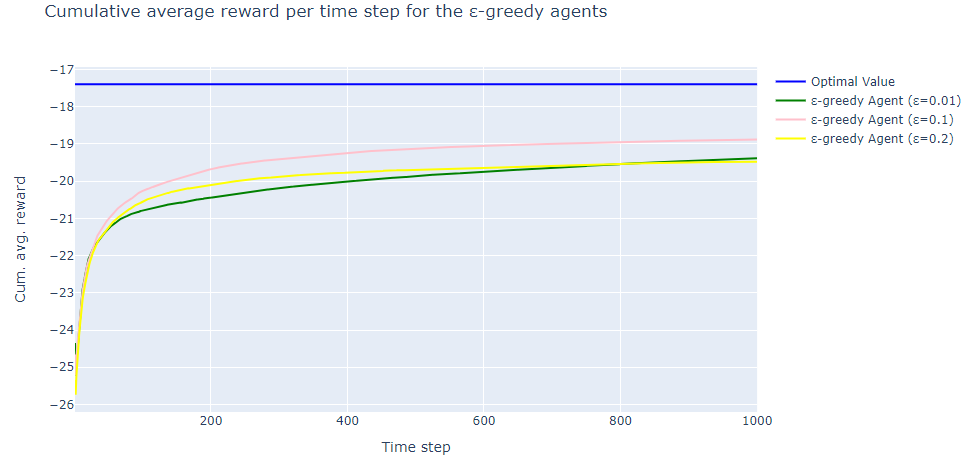 Cumulative average reward per time step for the ε-greedy agents
−17
−18
−19
−20
−21
−22
−23
−24
−25
−26
Cum. avg. reward
200
400
600
800
1000
Time step
Optimal Value
ε-greedy Agent (ε=0.01)
ε-greedy Agent (ε=0.1)
ε-greedy Agent (ε=0.2)